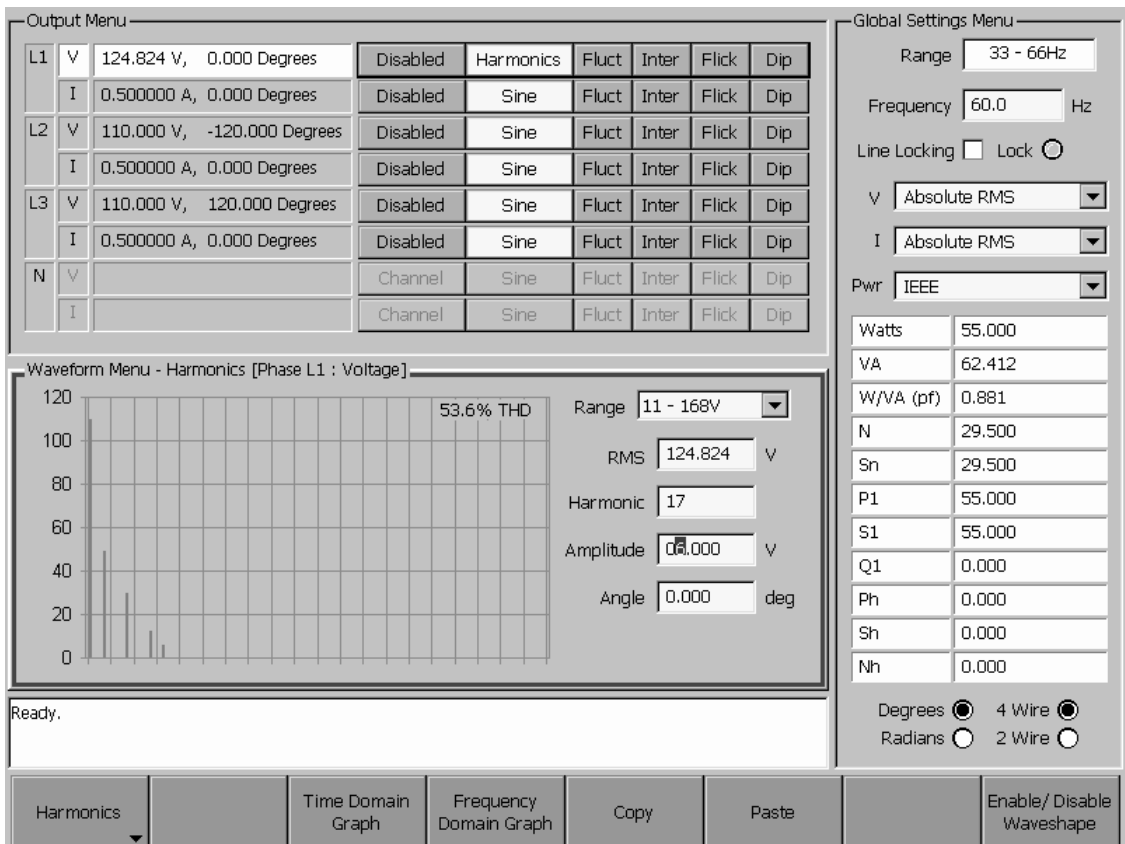 Output Menu
L1 V 124.824 V, 0.000 Degrees Disabled Harmonics Fluct Inter Flick Dip
I 0.500000 A, 0.000 Degrees Disabled Sine Fluct Inter Flick Dip
L2 V 110.000 V, -120.000 Degrees Disabled Sine Fluct Inter Flick Dip
I 0.500000 A, 0.000 Degrees Disabled Sine Fluct Inter Flick Dip
L3 V 110.000 V, 120.000 Degrees Disabled Sine Fluct Inter Flick Dip
I 0.500000 A, 0.000 Degrees Disabled Sine Fluct Inter Flick Dip
N V Channel Sine Fluct Inter Flick Dip
I Channel Sine Fluct Inter Flick Dip
Waveform Menu - Harmonics [Phase L1 : Voltage]
120
100
80
60
40
20
0
53.6% THD
Range 11 - 168V
RMS 124.824 V
Harmonic 17
Amplitude 06.000 V
Angle 0.000 deg
Ready.
Global Settings Menu
Range 33 - 66Hz
Frequency 60.0 Hz
Line Locking Lock
V Absolute RMS
I Absolute RMS
Pwr IEEE
Watts 55.000
VA 62.412
W/VA (pf) 0.881
N 29.500
Sn 29.500
P1 55.000
S1 55.000
Q1 0.000
Ph 0.000
Sh 0.000
Nh 0.000
Degrees 4 Wire
Radians 2 Wire
Harmonics
Time Domain
Graph
Frequency
Domain Graph
Copy
Paste
Enable/ Disable
Waveshape